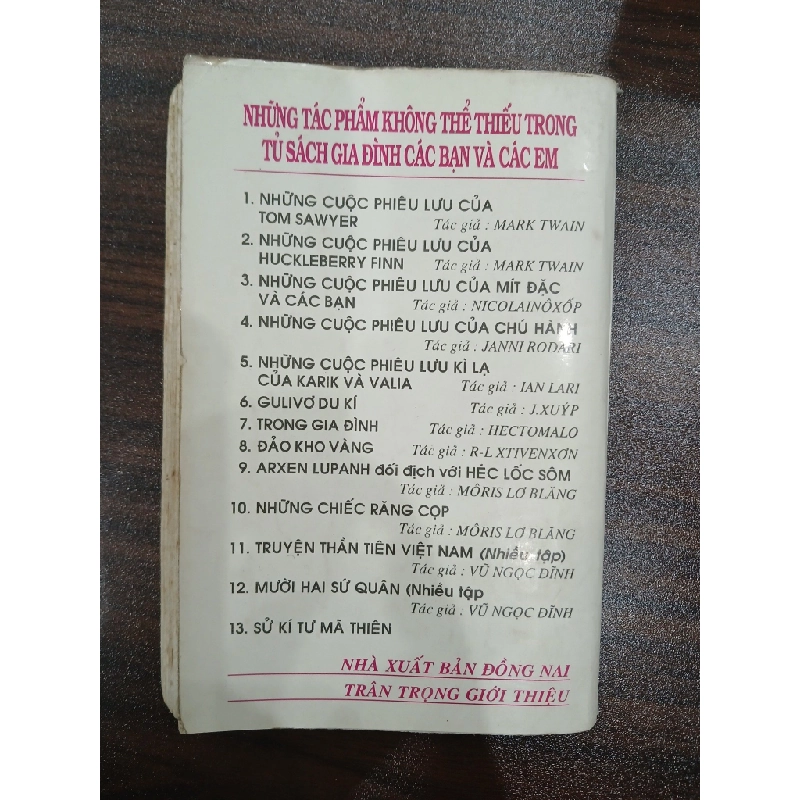 NHỮNG TÁC PHẨM KHÔNG THỂ THIẾU TRONG
TỦ SÁCH GIA ĐÌNH CÁC BẠN VÀ CÁC EM
1. NHỮNG CUỘC PHIÊU LƯU CỦA
TOM SAWYER Tác giả : MARK TWAIN
2. NHỮNG CUỘC PHIÊU LƯU CỦA
HUCKLEBERRY FINN Tác giả : MARK TWAIN
3. NHỮNG CUỘC PHIÊU LƯU CỦA MÍT ĐẶC
VÀ CÁC BẠN Tác giả : NICOLAINÔXỐP
4. NHỮNG CUỘC PHIÊU LƯU CỦA CHÚ HÀNH
Tác giả : JANNI RODARI
5. NHỮNG CUỘC PHIÊU LƯU KÌ LẠ
CỦA KARIK VÀ VALIA Tác giả : IAN LARI
6. GULIVƠ DU KÍ Tác giả : J.XUÝP
7. TRONG GIA ĐÌNH Tác giả : HECTOMALO
8. ĐẢO KHO VÀNG Tác giả : R-L XTIVENXƠN
9. ARXEN LUPANH đối địch với HÉC LỐC SÔM
Tác giả : MÔRIS LƠ BLĂNG
10. NHỮNG CHIẾC RĂNG CỌP
Tác giả : MÔRIS LƠ BLĂNG
11. TRUYỆN THẦN TIÊN VIỆT NAM (Nhiều tập)
Tác giả : VŨ NGỌC ĐĨNH
12. MƯỜI HAI SỨ QUÂN (Nhiều tập
Tác giả : VŨ NGỌC ĐĨNH
13. SỬ KÍ TƯ MÃ THIÊN
NHÀ XUẤT BẢN ĐỒNG NAI
TRÂN TRỌNG GIỚI THIỆU